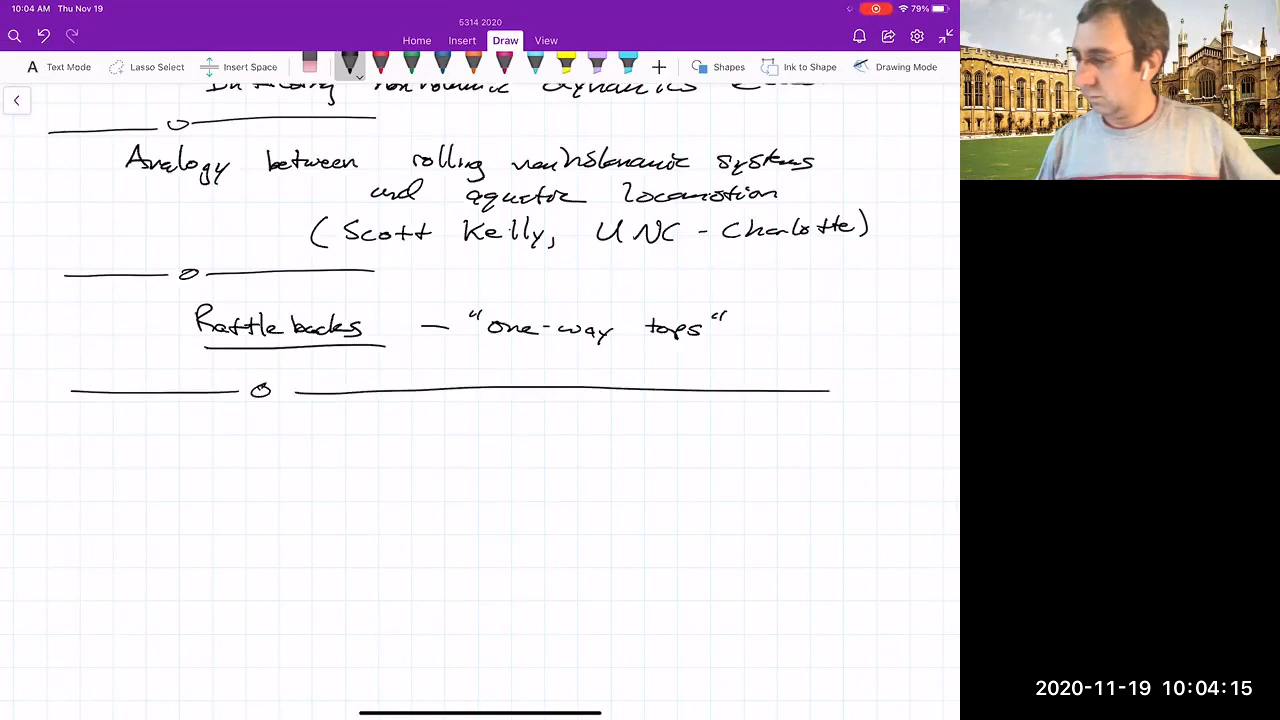 10:04 AM Thu Nov 19
79%
5314 2020
Home Insert Draw View
A Text Mode Lasso Select Insert Space Shapes Ink to Shape Drawing Mode
nonholonomic dynamics
Analogy between rolling nonholonomic systems
and aquatic locomotion
(Scott Kelly, UNC - Charlotte)
Rattlebacks — "one-way tops"
2020-11-19 10:04:15